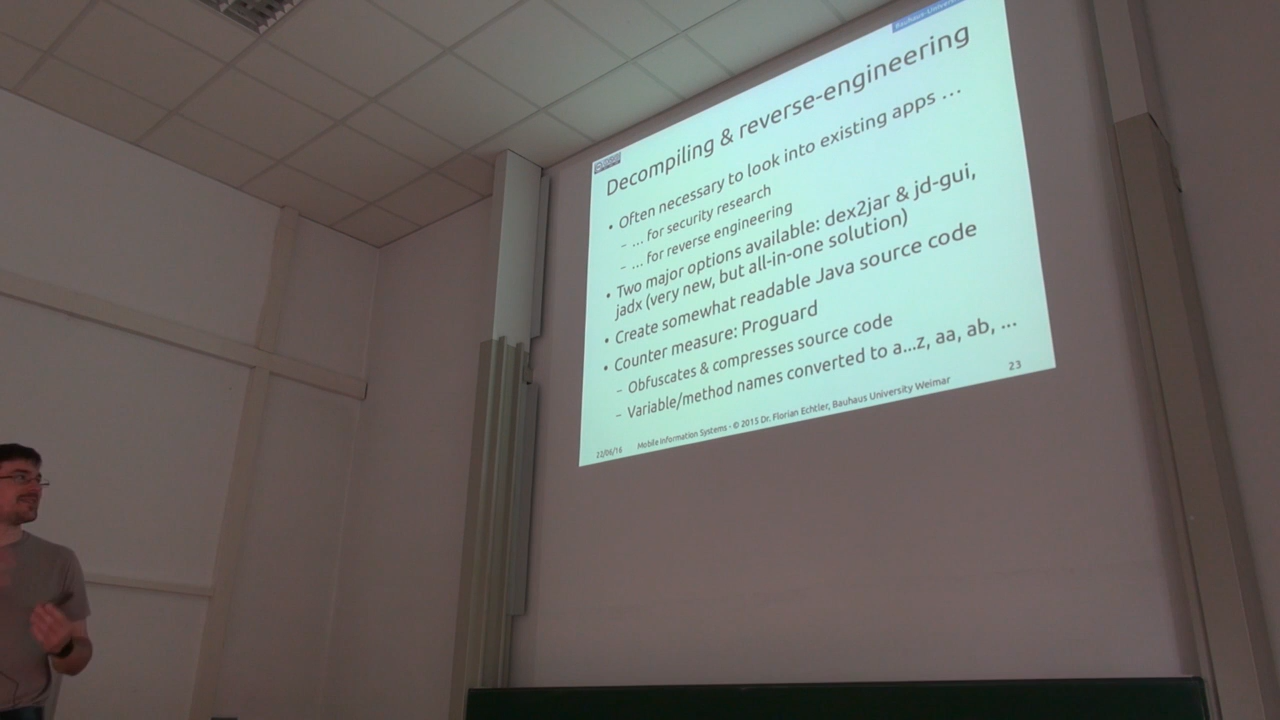 Bauhaus-Univers
Decompiling & reverse-engineering
• Often necessary to look into existing apps …
– … for security research
– … for reverse engineering
• Two major options available: dex2jar & jd-gui,
jadx (very new, but all-in-one solution)
• Create somewhat readable Java source code
• Counter measure: Proguard
– Obfuscates & compresses source code
– Variable/method names converted to a...z, aa, ab, …
22/06/16
Mobile Information Systems - © 2015 Dr. Florian Echtler, Bauhaus University Weimar
23